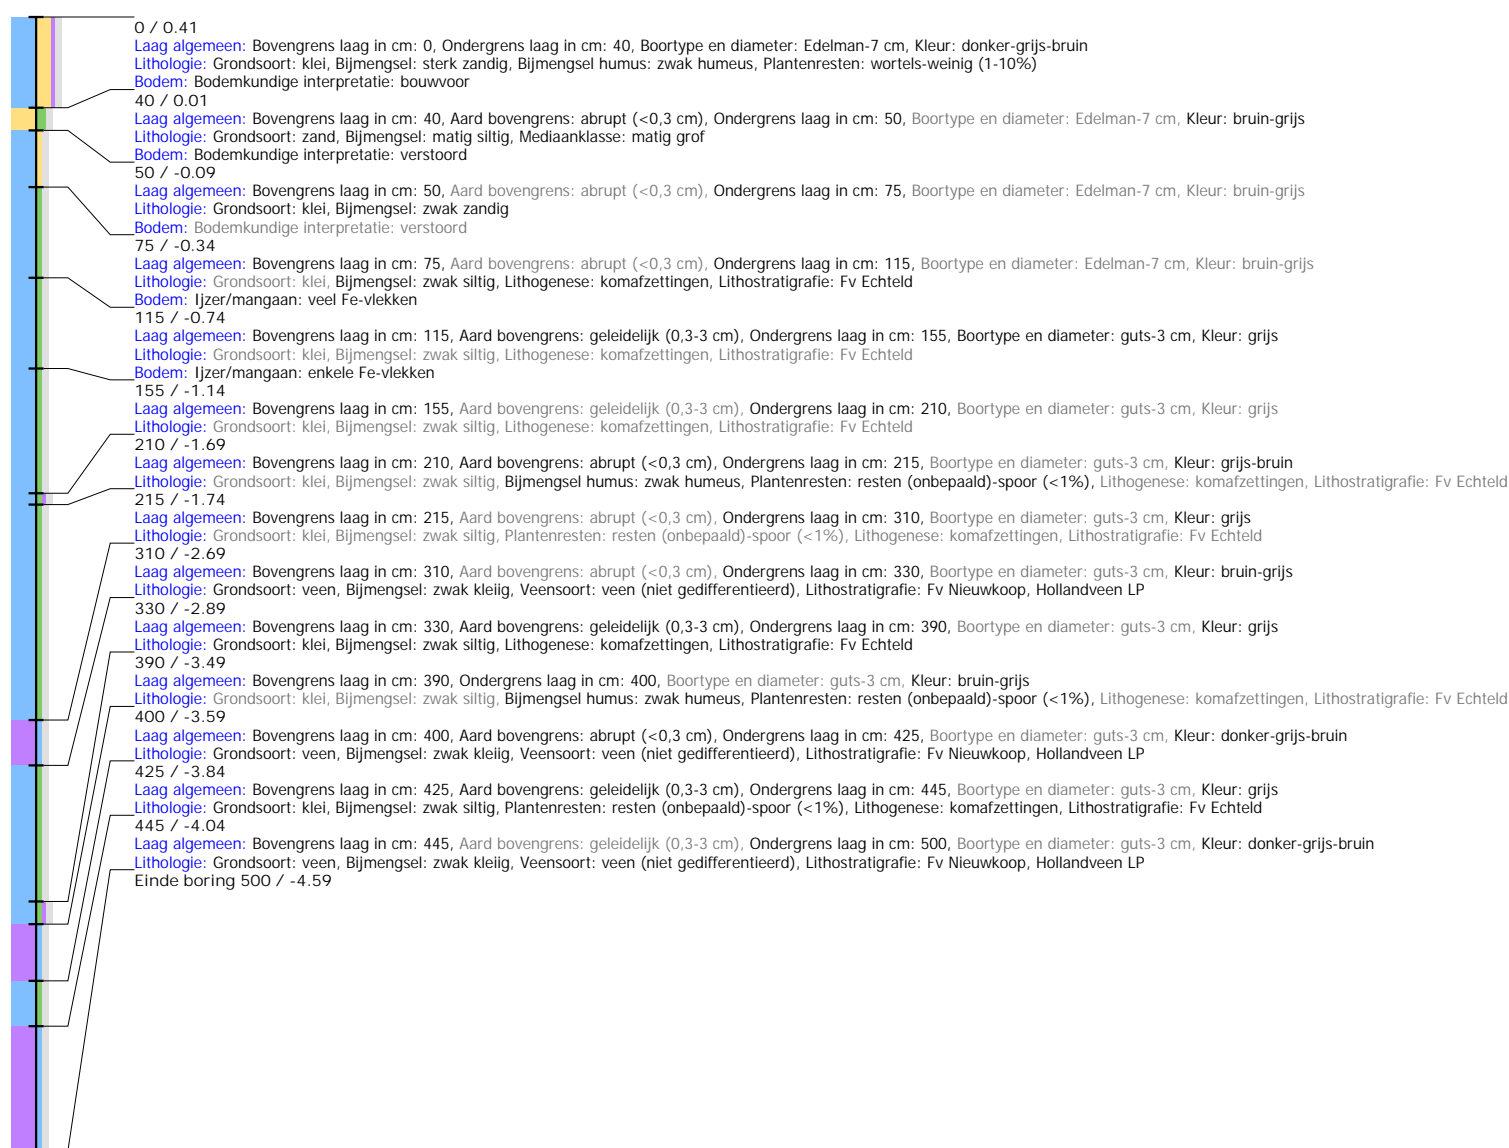 0 / 0.41
Laag algemeen: Bovengrens laag in cm: 0, Ondergrens laag in cm: 40, Boortype en diameter: Edelman-7 cm, Kleur: donker-grijs-bruin
Lithologie: Grondsoort: klei, Bijmengsel: sterk zandig, Bijmengsel humus: zwak humeus, Plantenresten: wortels-weinig (1-10%)
Bodem: Bodemkundige interpretatie: bouwvoor
40 / 0.01
Laag algemeen: Bovengrens laag in cm: 40, Aard bovengrens: abrupt (<0,3 cm), Ondergrens laag in cm: 50, Boortype en diameter: Edelman-7 cm, Kleur: bruin-grijs
Lithologie: Grondsoort: zand, Bijmengsel: matig siltig, Mediaanklasse: matig grof
Bodem: Bodemkundige interpretatie: verstoord
50 / -0.09
Laag algemeen: Bovengrens laag in cm: 50, Aard bovengrens: abrupt (<0,3 cm), Ondergrens laag in cm: 75, Boortype en diameter: Edelman-7 cm, Kleur: bruin-grijs
Lithologie: Grondsoort: klei, Bijmengsel: zwak zandig
Bodem: Bodemkundige interpretatie: verstoord
75 / -0.34
Laag algemeen: Bovengrens laag in cm: 75, Aard bovengrens: abrupt (<0,3 cm), Ondergrens laag in cm: 115, Boortype en diameter: Edelman-7 cm, Kleur: bruin-grijs
Lithologie: Grondsoort: klei, Bijmengsel: zwak siltig, Lithogenese: komafzettingen, Lithostratigrafie: Fv Echteld
Bodem: Ijzer/mangaan: veel Fe-vlekken
115 / -0.74
Laag algemeen: Bovengrens laag in cm: 115, Aard bovengrens: geleidelijk (0,3-3 cm), Ondergrens laag in cm: 155, Boortype en diameter: guts-3 cm, Kleur: grijs
Lithologie: Grondsoort: klei, Bijmengsel: zwak siltig, Lithogenese: komafzettingen, Lithostratigrafie: Fv Echteld
Bodem: Ijzer/mangaan: enkele Fe-vlekken
155 / -1.14
Laag algemeen: Bovengrens laag in cm: 155, Aard bovengrens: geleidelijk (0,3-3 cm), Ondergrens laag in cm: 210, Boortype en diameter: guts-3 cm, Kleur: grijs
Lithologie: Grondsoort: klei, Bijmengsel: zwak siltig, Lithogenese: komafzettingen, Lithostratigrafie: Fv Echteld
210 / -1.69
Laag algemeen: Bovengrens laag in cm: 210, Aard bovengrens: abrupt (<0,3 cm), Ondergrens laag in cm: 215, Boortype en diameter: guts-3 cm, Kleur: grijs-bruin
Lithologie: Grondsoort: klei, Bijmengsel: zwak siltig, Bijmengsel humus: zwak humeus, Plantenresten: resten (onbepaald)-spoor (<1%), Lithogenese: komafzettingen, Lithostratigrafie: Fv Echteld
215 / -1.74
Laag algemeen: Bovengrens laag in cm: 215, Aard bovengrens: abrupt (<0,3 cm), Ondergrens laag in cm: 310, Boortype en diameter: guts-3 cm, Kleur: grijs
Lithologie: Grondsoort: klei, Bijmengsel: zwak siltig, Plantenresten: resten (onbepaald)-spoor (<1%), Lithogenese: komafzettingen, Lithostratigrafie: Fv Echteld
310 / -2.69
Laag algemeen: Bovengrens laag in cm: 310, Aard bovengrens: abrupt (<0,3 cm), Ondergrens laag in cm: 330, Boortype en diameter: guts-3 cm, Kleur: bruin-grijs
Lithologie: Grondsoort: veen, Bijmengsel: zwak kleiig, Veensoort: veen (niet gedifferentieerd), Lithostratigrafie: Fv Nieuwkoop, Hollandveen LP
330 / -2.89
Laag algemeen: Bovengrens laag in cm: 330, Aard bovengrens: geleidelijk (0,3-3 cm), Ondergrens laag in cm: 390, Boortype en diameter: guts-3 cm, Kleur: grijs
Lithologie: Grondsoort: klei, Bijmengsel: zwak siltig, Lithogenese: komafzettingen, Lithostratigrafie: Fv Echteld
390 / -3.49
Laag algemeen: Bovengrens laag in cm: 390, Ondergrens laag in cm: 400, Boortype en diameter: guts-3 cm, Kleur: bruin-grijs
Lithologie: Grondsoort: klei, Bijmengsel: zwak siltig, Bijmengsel humus: zwak humeus, Plantenresten: resten (onbepaald)-spoor (<1%), Lithogenese: komafzettingen, Lithostratigrafie: Fv Echteld
400 / -3.59
Laag algemeen: Bovengrens laag in cm: 400, Aard bovengrens: abrupt (<0,3 cm), Ondergrens laag in cm: 425, Boortype en diameter: guts-3 cm, Kleur: donker-grijs-bruin
Lithologie: Grondsoort: veen, Bijmengsel: zwak kleiig, Veensoort: veen (niet gedifferentieerd), Lithostratigrafie: Fv Nieuwkoop, Hollandveen LP
425 / -3.84
Laag algemeen: Bovengrens laag in cm: 425, Aard bovengrens: geleidelijk (0,3-3 cm), Ondergrens laag in cm: 445, Boortype en diameter: guts-3 cm, Kleur: grijs
Lithologie: Grondsoort: klei, Bijmengsel: zwak siltig, Plantenresten: resten (onbepaald)-spoor (<1%), Lithogenese: komafzettingen, Lithostratigrafie: Fv Echteld
445 / -4.04
Laag algemeen: Bovengrens laag in cm: 445, Aard bovengrens: geleidelijk (0,3-3 cm), Ondergrens laag in cm: 500, Boortype en diameter: guts-3 cm, Kleur: donker-grijs-bruin
Lithologie: Grondsoort: veen, Bijmengsel: zwak kleiig, Veensoort: veen (niet gedifferentieerd), Lithostratigrafie: Fv Nieuwkoop, Hollandveen LP
Einde boring 500 / -4.59